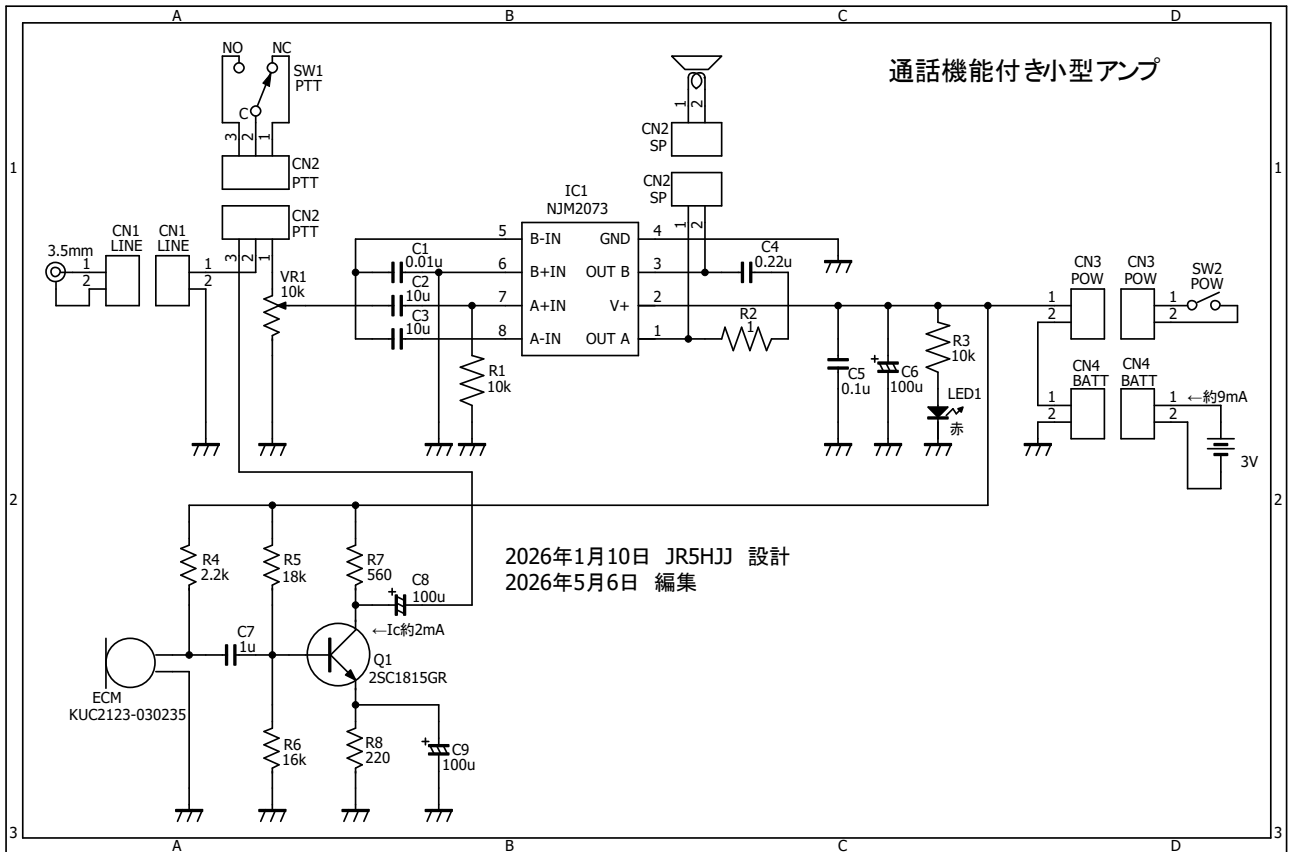 A B C D
通話機能付き小型アンプ
NO NC
SW1
PTT
C
3 2 1
CN2
PTT
CN2
PTT
3 2 1
1 2
CN2
SP
CN2
SP
1 2
1
1
3.5mm
CN1
LINE
CN1
LINE
1
2
1
2
VR1
10k
C1
0.01u
C2
10u
C3
10u
R1
10k
IC1
NJM2073
5 B-IN GND 4
6 B+IN OUT B 3
7 A+IN V+ 2
8 A-IN OUT A 1
C4
0.22u
R2
1
C5
0.1u
C6
+
100u
R3
10k
LED1
赤
CN3
POW
CN3
POW
SW2
POW
1
2
1
2
CN4
BATT
CN4
BATT
1
2
1
2
←約9mA
3V
2
2
R4
2.2k
R5
18k
R7
560
C8
+
100u
2026年1月10日 JR5HJJ 設計
2026年5月6日 編集
←Ic約2mA
C7
1u
Q1
2SC1815GR
ECM
KUC2123-030235
R6
16k
R8
220
C9
+
100u
3
3
A B C D